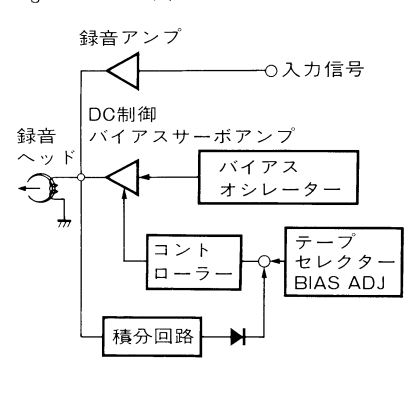 録音アンプ
入力信号
DC制御
バイアスサーボアンプ
録音
ヘッド
バイアス
オシレーター
コント
ローラー
テープ
セレクター
BIAS ADJ
積分回路